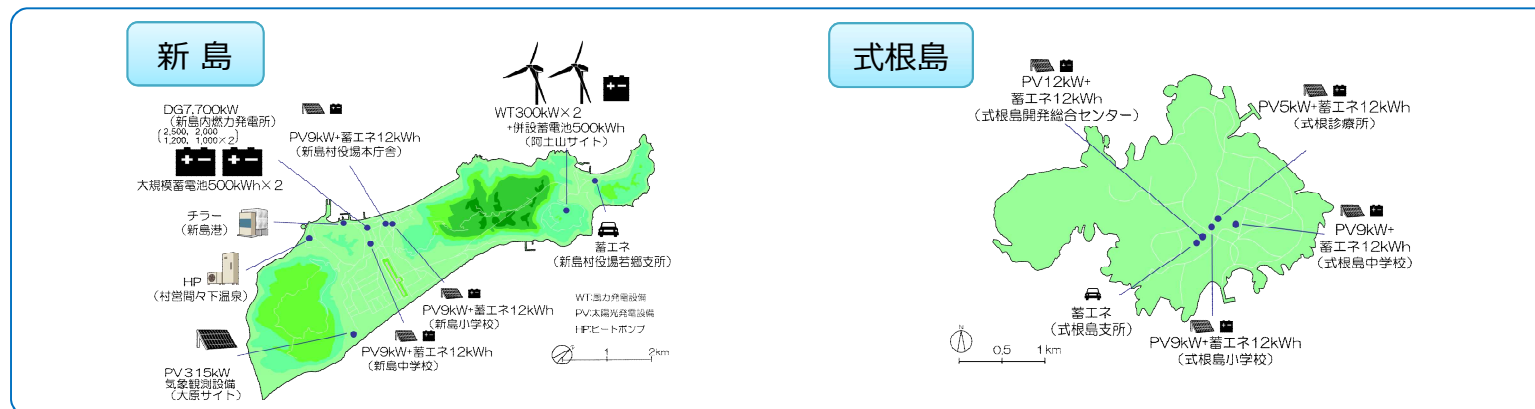 新 島
DG7,700kW
(新島内燃力発電所)
(2,500, 2,000
1,200, 1,000×2)
大規模蓄電池500kWh×2
PV9kW+蓄エネ12kWh
(新島村役場本庁舎)
WT300kW×2
+併設蓄電池500kWh
(阿土山サイト)
チラー
(新島港)
HP
(村営間々下温泉)
蓄エネ
(新島村役場若郷支所)
PV9kW+蓄エネ12kWh
(新島小学校)
PV9kW+蓄エネ12kWh
(新島中学校)
PV315kW
気象観測設備
(大原サイト)
WT:風力発電設備
PV:太陽光発電設備
HP:ヒートポンプ
1 2km
式根島
PV12kW+
蓄エネ12kWh
(式根島開発総合センター)
PV5kW+蓄エネ12kWh
(式根診療所)
PV9kW+
蓄エネ12kWh
(式根島中学校)
蓄エネ
(式根島支所)
PV9kW+蓄エネ12kWh
(式根島小学校)
N
0.5 1km